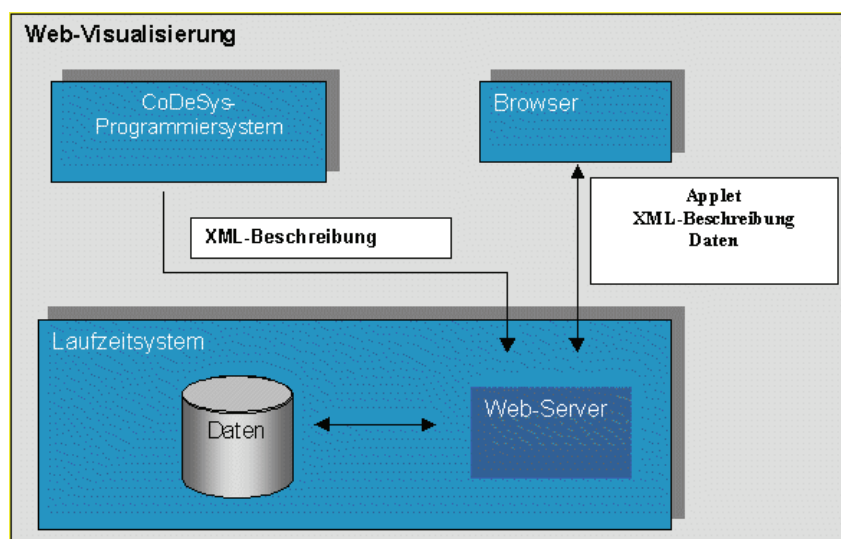 Web-Visualisierung
CoDeSys-
Programmiersystem
Browser
XML-Beschreibung
Applet
XML-Beschreibung
Daten
Laufzeitsystem
Daten
Web-Server